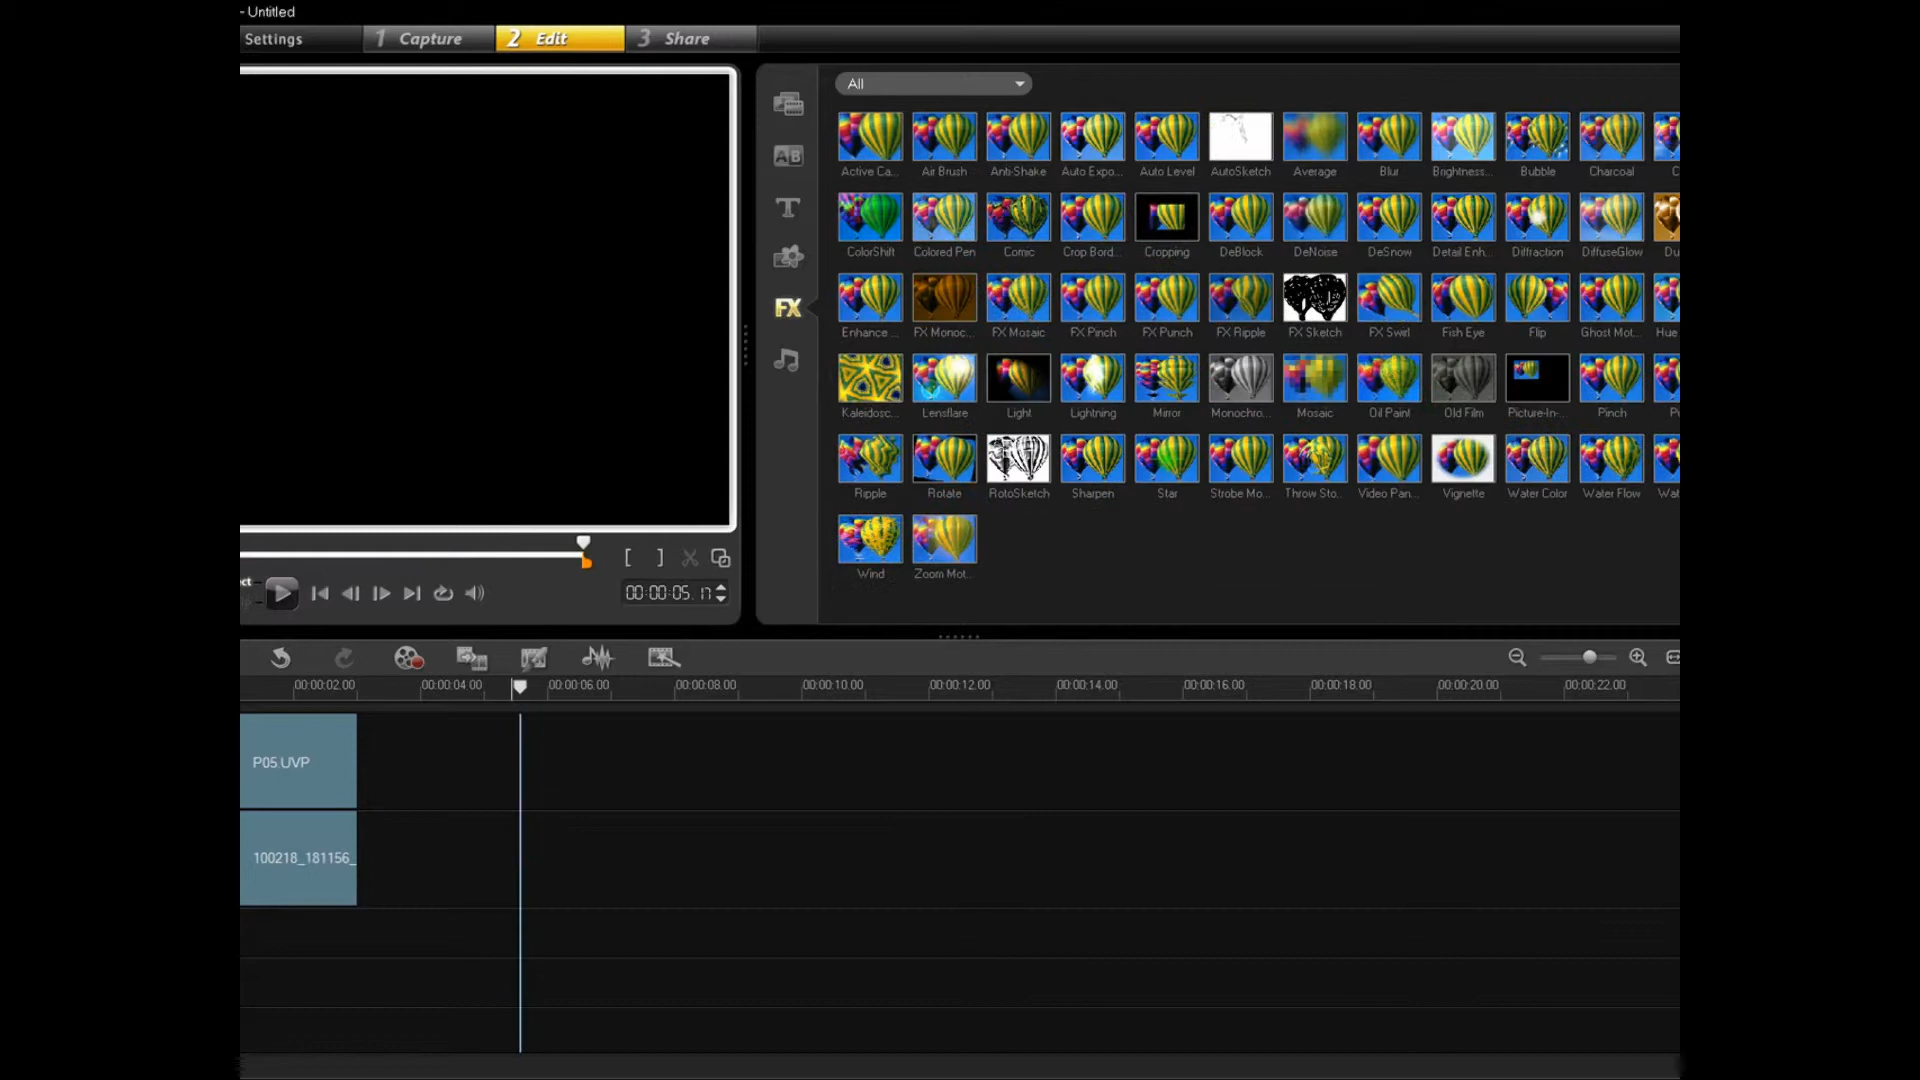 - Untitled
Settings
1 Capture
2 Edit
3 Share
All
Active Ca... Air Brush Anti-Shake Auto Expo... Auto Level AutoSketch Average Blur Brightness... Bubble Charcoal C
ColorShift Colored Pen Comic Crop Bord... Cropping DeBlock DeNoise DeSnow Detail Enh... Diffraction DiffuseGlow Du
Enhance ... FX Monoc... FX Mosaic FX Pinch FX Punch FX Ripple FX Sketch FX Swirl Fish Eye Flip Ghost Mot... Hue
Kaleidosc... Lensflare Light Lightning Mirror Monochro... Mosaic Oil Paint Old Film Picture-In-... Pinch
Ripple Rotate RotoSketch Sharpen Star Strobe Mo... Throw Sto... Video Pan... Vignette Water Color Water Flow Wat
Wind Zoom Mot...
AB
T
FX
[ ]
ect
00:00:05. 17
00:00:02.00 00:00:04.00 00:00:06.00 00:00:08.00 00:00:10.00 00:00:12.00 00:00:14.00 00:00:16.00 00:00:18.00 00:00:20.00 00:00:22.00
P05.UVP
100218_181156_